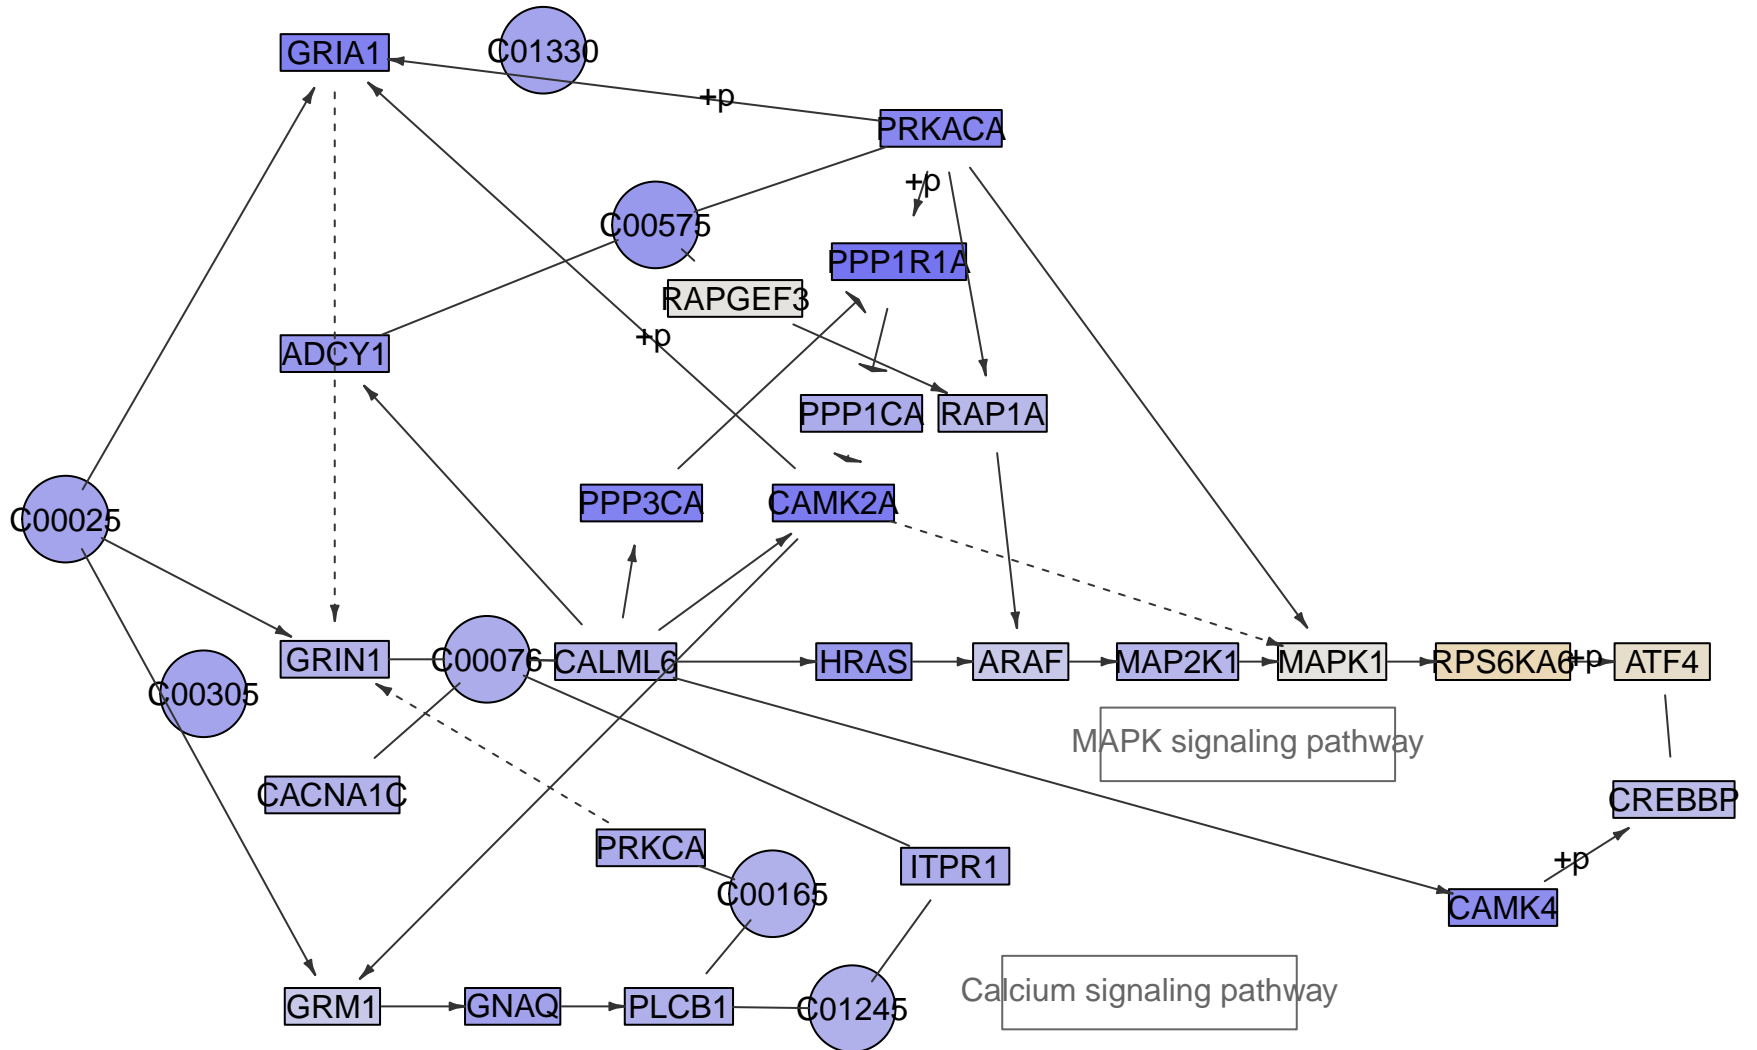 GRIA1
C01330
+p
PRKACA
+p
C00575
PPP1R1A
RAPGEF3
+p
ADCY1
PPP1CA
RAP1A
PPP3CA
CAMK2A
C00025
GRIN1
C00076
CALML6
HRAS
ARAF
MAP2K1
MAPK1
RPS6KA6
+p
ATF4
C00305
MAPK signaling pathway
CACNA1C
CREBBP
PRKCA
ITPR1
+p
C00165
CAMK4
Calcium signaling pathway
GRM1
GNAQ
PLCB1
C01245